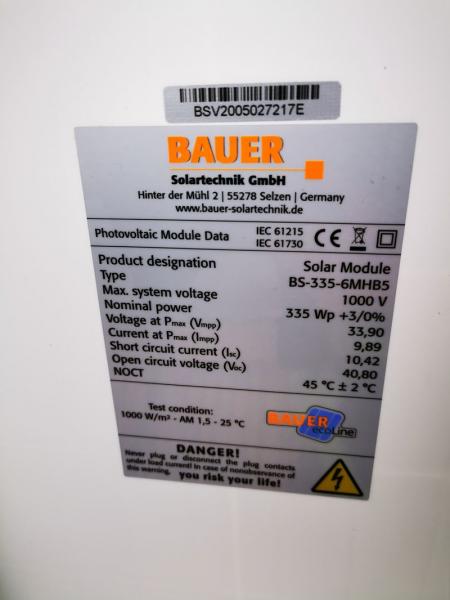 BSV2005027217E
BAUER
Solartechnik GmbH
Hinter der Mühl 2 | 55278 Selzen | Germany
www.bauer-solartechnik.de
Photovoltaic Module Data IEC 61215
IEC 61730 CE
Product designation Solar Module
Type BS-335-6MHB5
Max. system voltage 1000 V
Nominal power 335 Wp +3/0%
Voltage at Pmax (Vmpp) 33,90
Current at Pmax (Impp) 9,89
Short circuit current (Isc) 10,42
Open circuit voltage (Voc) 40,80
NOCT 45 °C ± 2 °C
Test condition:
1000 W/m² - AM 1,5 - 25 °C
BAUER
ecoLine
DANGER!
Never plug or disconnect the plug contacts
under load current! In case of nonobservance of
this warning, you risk your life!